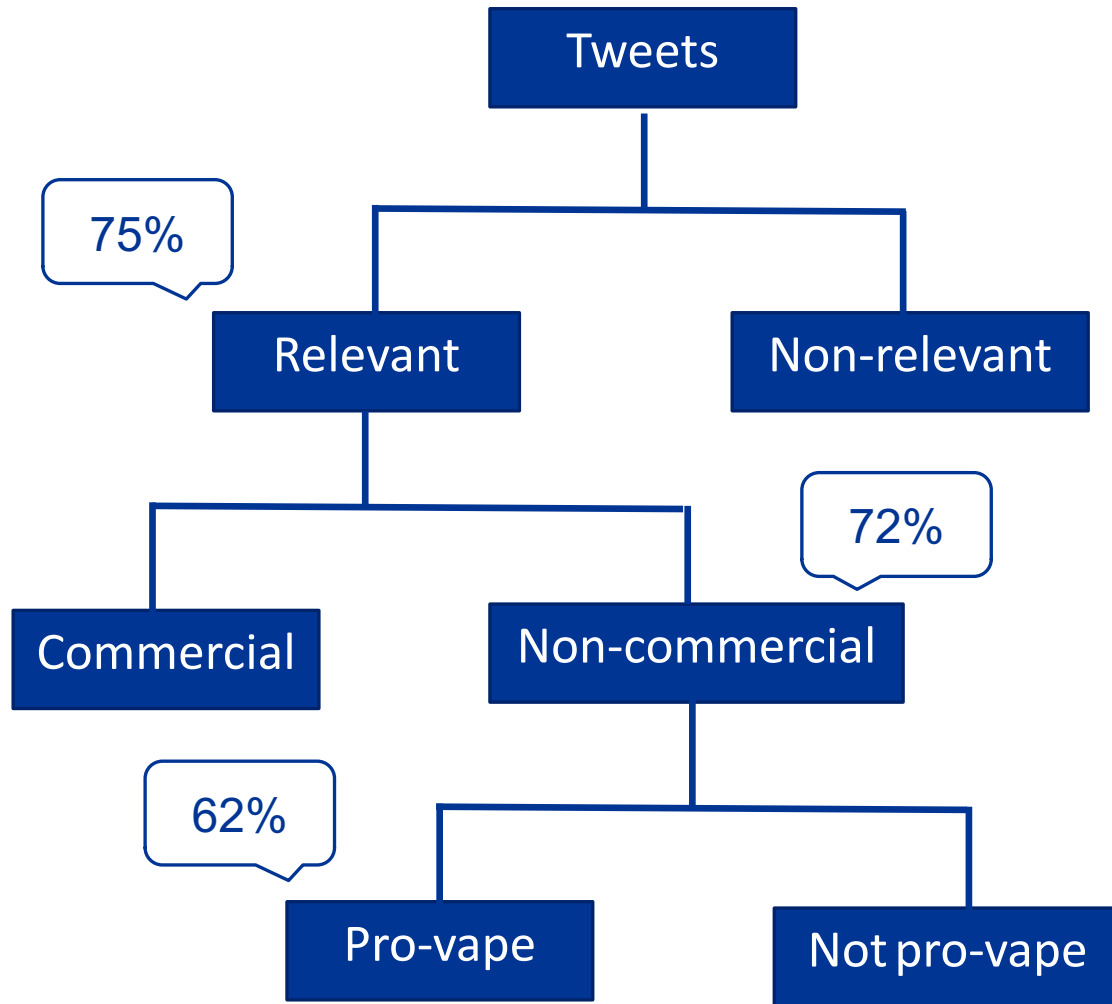 Tweets
75%
Relevant
Non-relevant
72%
Commercial
Non-commercial
62%
Pro-vape
Not pro-vape